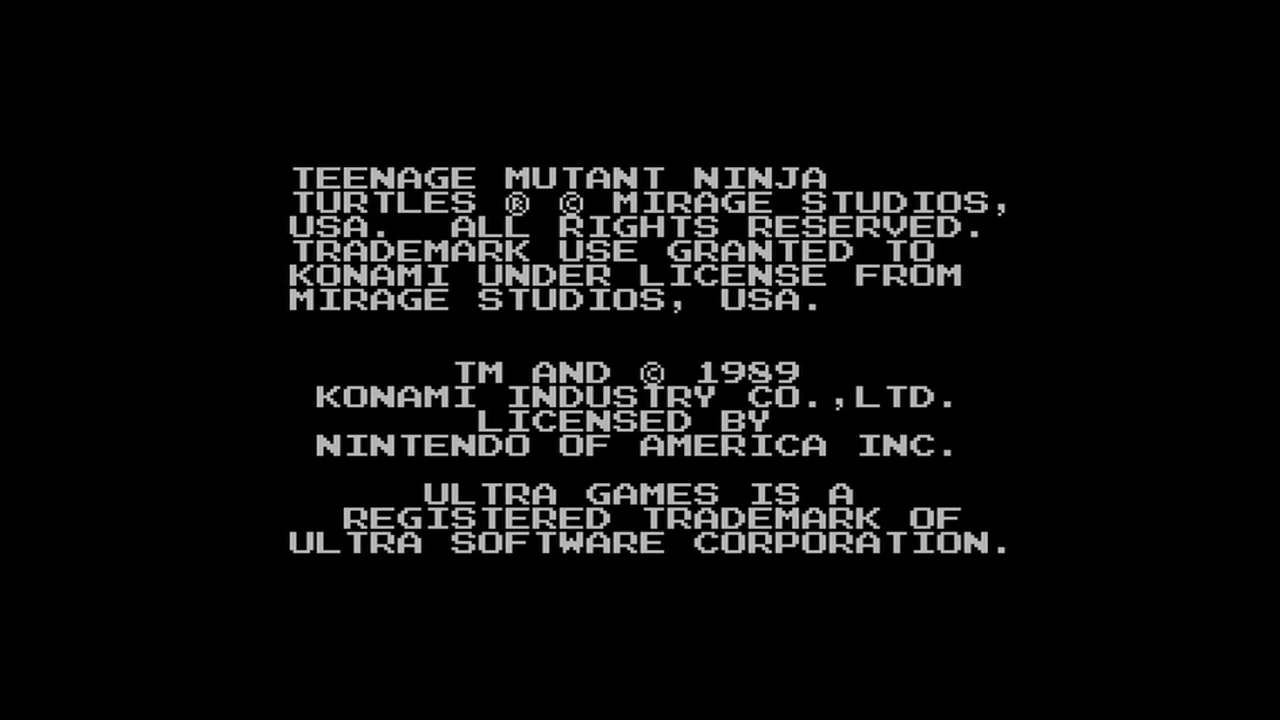 TEENAGE MUTANT NINJA
TURTLES ® © MIRAGE STUDIOS,
USA.  ALL RIGHTS RESERVED.
TRADEMARK USE GRANTED TO
KONAMI UNDER LICENSE FROM
MIRAGE STUDIOS, USA.
TM AND © 1989
KONAMI INDUSTRY CO.,LTD.
LICENSED BY
NINTENDO OF AMERICA INC.
ULTRA GAMES IS A
REGISTERED TRADEMARK OF
ULTRA SOFTWARE CORPORATION.